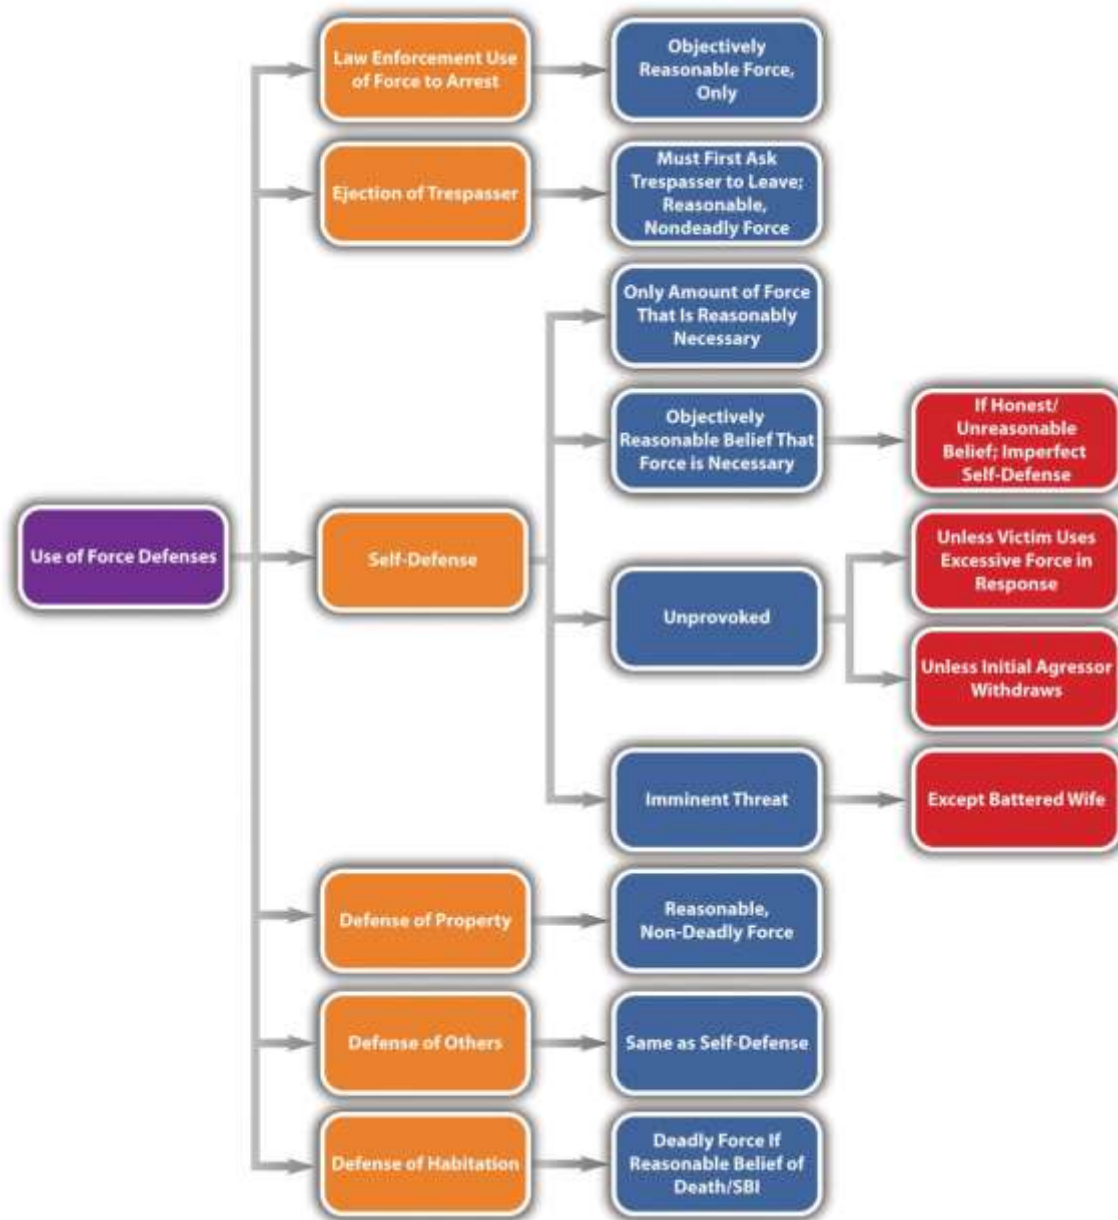 Law Enforcement Use
of Force to Arrest
Objectively
Reasonable Force,
Only
Ejection of Trespasser
Must First Ask
Trespasser to Leave;
Reasonable,
Nondeadly Force
Only Amount of Force
That Is Reasonably
Necessary
Objectively
Reasonable Belief That
Force is Necessary
If Honest/
Unreasonable
Belief; Imperfect
Self-Defense
Use of Force Defenses
Self-Defense
Unprovoked
Unless Victim Uses
Excessive Force in
Response
Unless Initial Agressor
Withdraws
Imminent Threat
Except Battered Wife
Defense of Property
Reasonable,
Non-Deadly Force
Defense of Others
Same as Self-Defense
Defense of Habitation
Deadly Force If
Reasonable Belief of
Death/SBI